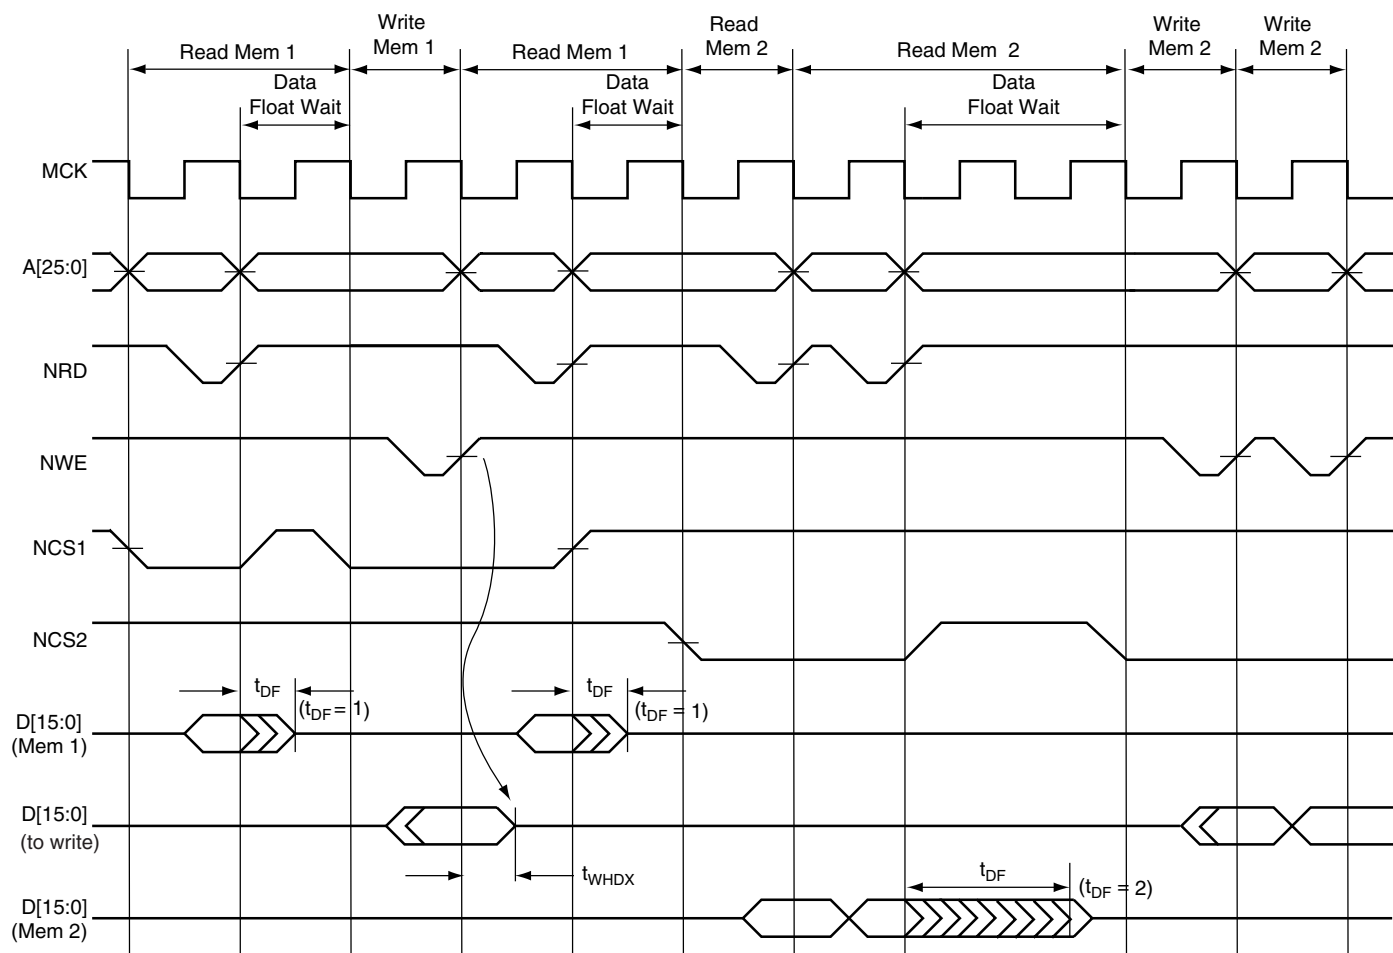 Read Mem 1
Write
Mem 1
Read Mem 1
Read
Mem 2
Read Mem 2
Write
Mem 2
Write
Mem 2
Data
Float Wait
Data
Float Wait
Data
Float Wait
MCK
A[25:0]
NRD
NWE
NCS1
NCS2
tDF
(tDF = 1)
tDF
(tDF = 1)
D[15:0]
(Mem 1)
D[15:0]
(to write)
tWHDX
tDF
(tDF = 2)
D[15:0]
(Mem 2)